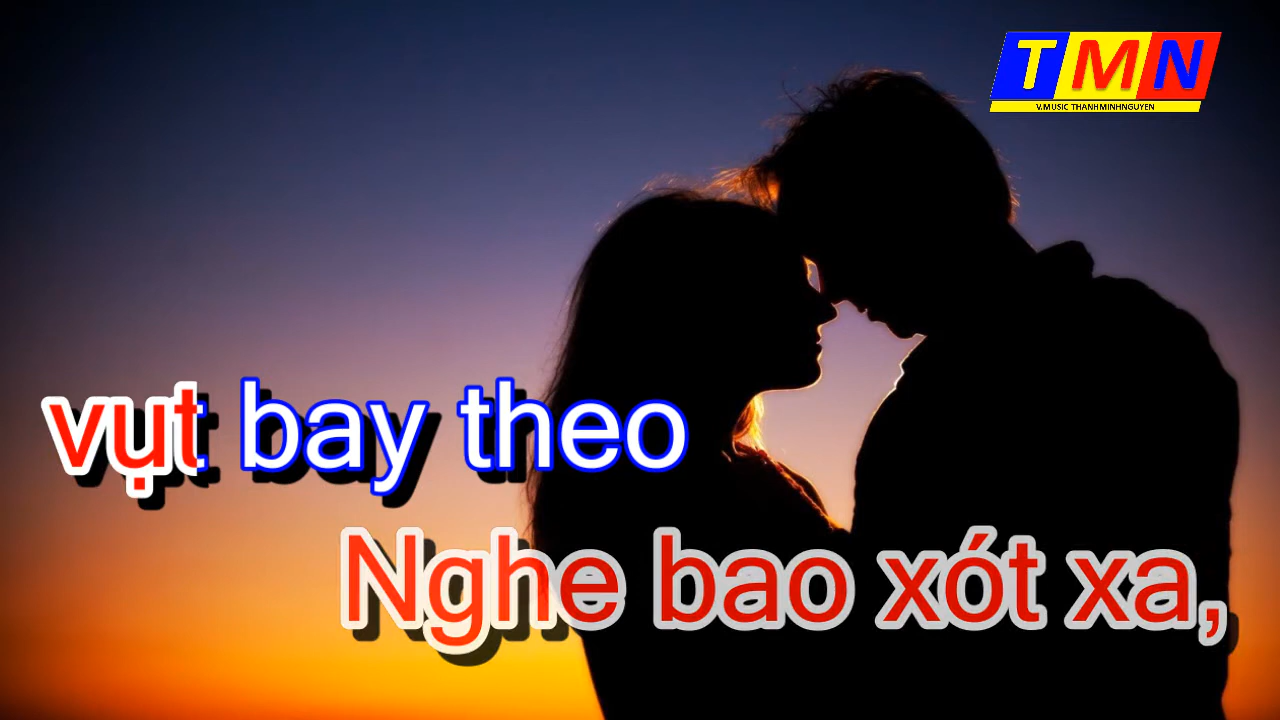 TMN
V.MUSIC THANHMINHNGUYEN
vụt bay theo
Nghe bao xót xa,